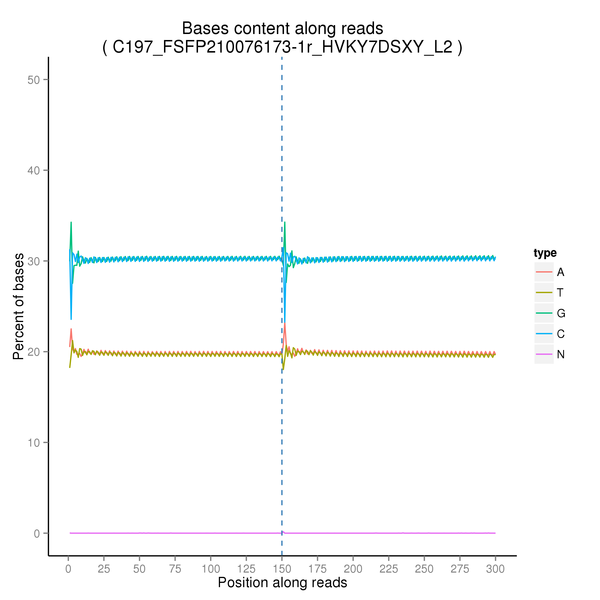 Bases content along reads
( C197_FSFP210076173-1r_HVKY7DSXY_L2 )
50
40
30
20
10
0
Percent of bases
0 25 50 75 100 125 150 175 200 225 250 275 300
Position along reads
type
A
T
G
C
N